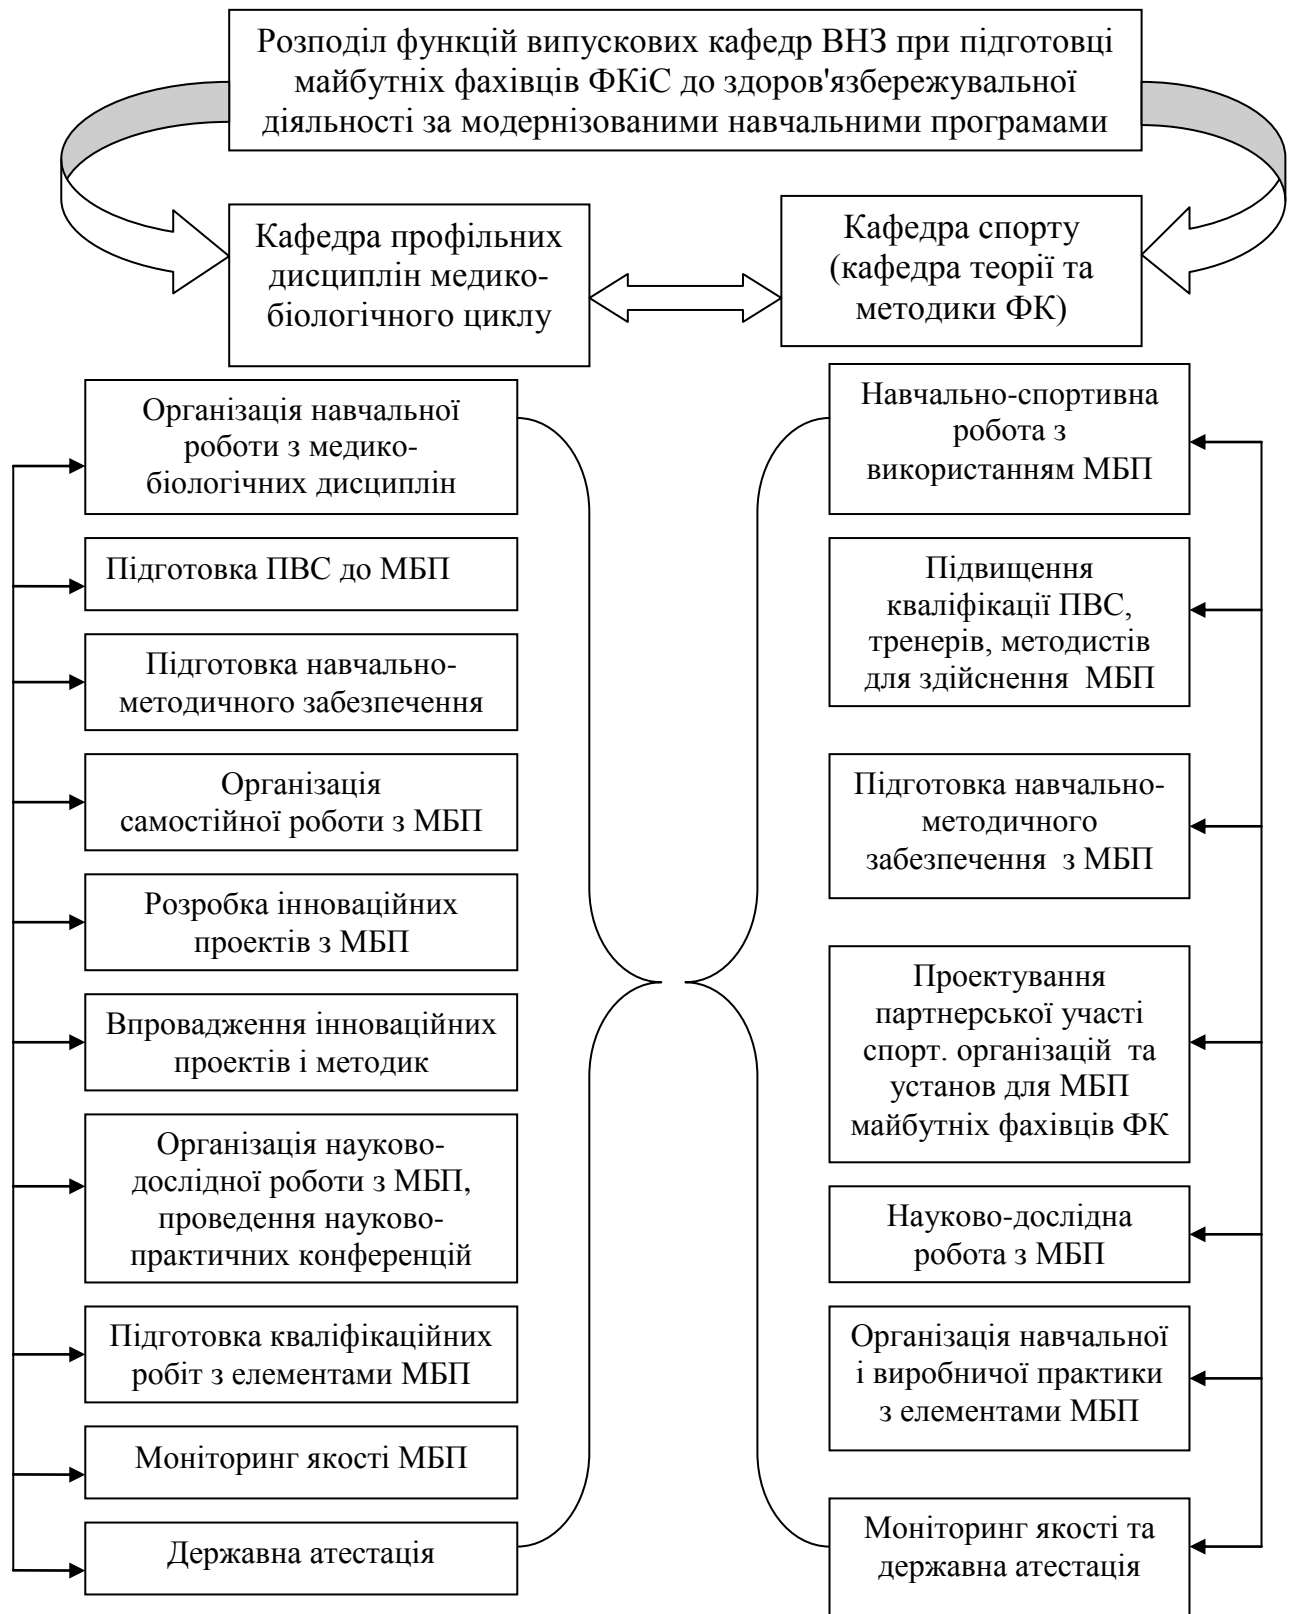 Розподіл функцій випускових кафедр ВНЗ при підготовці
майбутніх фахівців ФКіС до здоров'язбережувальної
діяльності за модернізованими навчальними програмами
Кафедра профільних
дисциплін медико-
біологічного циклу
Кафедра спорту
(кафедра теорії та
методики ФК)
Організація навчальної
роботи з медико-
біологічних дисциплін
Підготовка ПВС до МБП
Підготовка навчально-
методичного забезпечення
Організація
самостійної роботи з МБП
Розробка інноваційних
проектів з МБП
Впровадження інноваційних
проектів і методик
Організація науково-
дослідної роботи з МБП,
проведення науково-
практичних конференцій
Підготовка кваліфікаційних
робіт з елементами МБП
Моніторинг якості МБП
Державна атестація
Навчально-спортивна
робота з
використанням МБП
Підвищення
кваліфікації ПВС,
тренерів, методистів
для здійснення МБП
Підготовка навчально-
методичного
забезпечення з МБП
Проектування
партнерської участі
спорт. організацій та
установ для МБП
майбутніх фахівців ФК
Науково-дослідна
робота з МБП
Організація навчальної
і виробничої практики
з елементами МБП
Моніторинг якості та
державна атестація